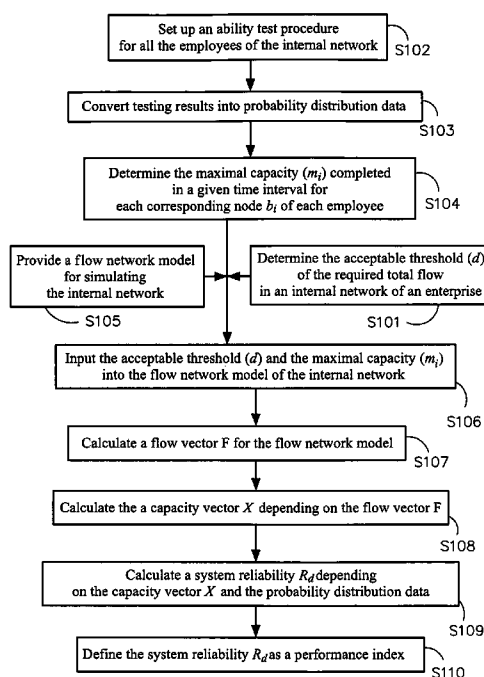 Set up an ability test procedure
for all the employees of the internal network
S102
Convert testing results into probability distribution data
S103
Determine the maximal capacity (mi) completed
in a given time interval for
each corresponding node bi of each employee
S104
Provide a flow network model
for simulating
the internal network
S105
Determine the acceptable threshold (d)
of the required total flow
in an internal network of an enterprise
S101
Input the acceptable threshold (d) and the maximal capacity (mi)
into the flow network model of the internal network
S106
Calculate a flow vector F for the flow network model
S107
Calculate the a capacity vector X depending on the flow vector F
S108
Calculate a system reliability Rd depending
on the capacity vector X and the probability distribution data
S109
Define the system reliability Rd as a performance index
S110